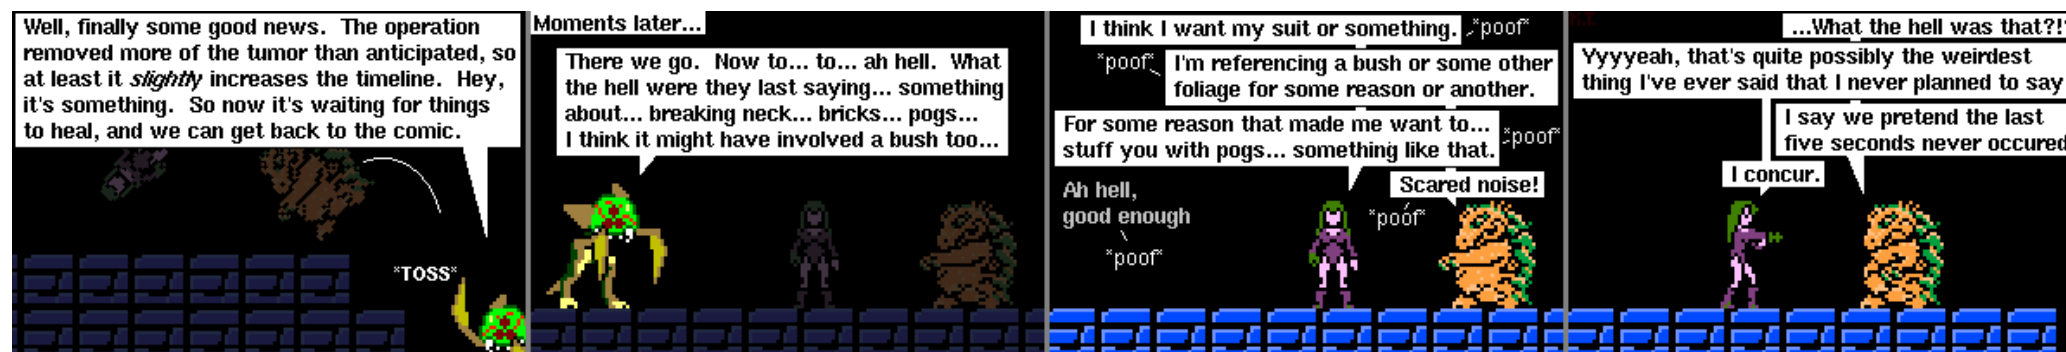 Well, finally some good news. The operation
removed more of the tumor than anticipated, so
at least it slightly increases the timeline. Hey,
it's something. So now it's waiting for things
to heal, and we can get back to the comic.
*TOSS*
Moments later...
There we go. Now to... to... ah hell. What
the hell were they last saying... something
about... breaking neck... bricks... pogs...
I think it might have involved a bush too...
I think I want my suit or something.
*poof*
*poof*
I'm referencing a bush or some other
foliage for some reason or another.
For some reason that made me want to...
stuff you with pogs... something like that.
*poof*
Scared noise!
*poof*
Ah hell,
good enough
*poof*
...What the hell was that?!?
Yyyyeah, that's quite possibly the weirdest
thing I've ever said that I never planned to say
I say we pretend the last
five seconds never occured
I concur.